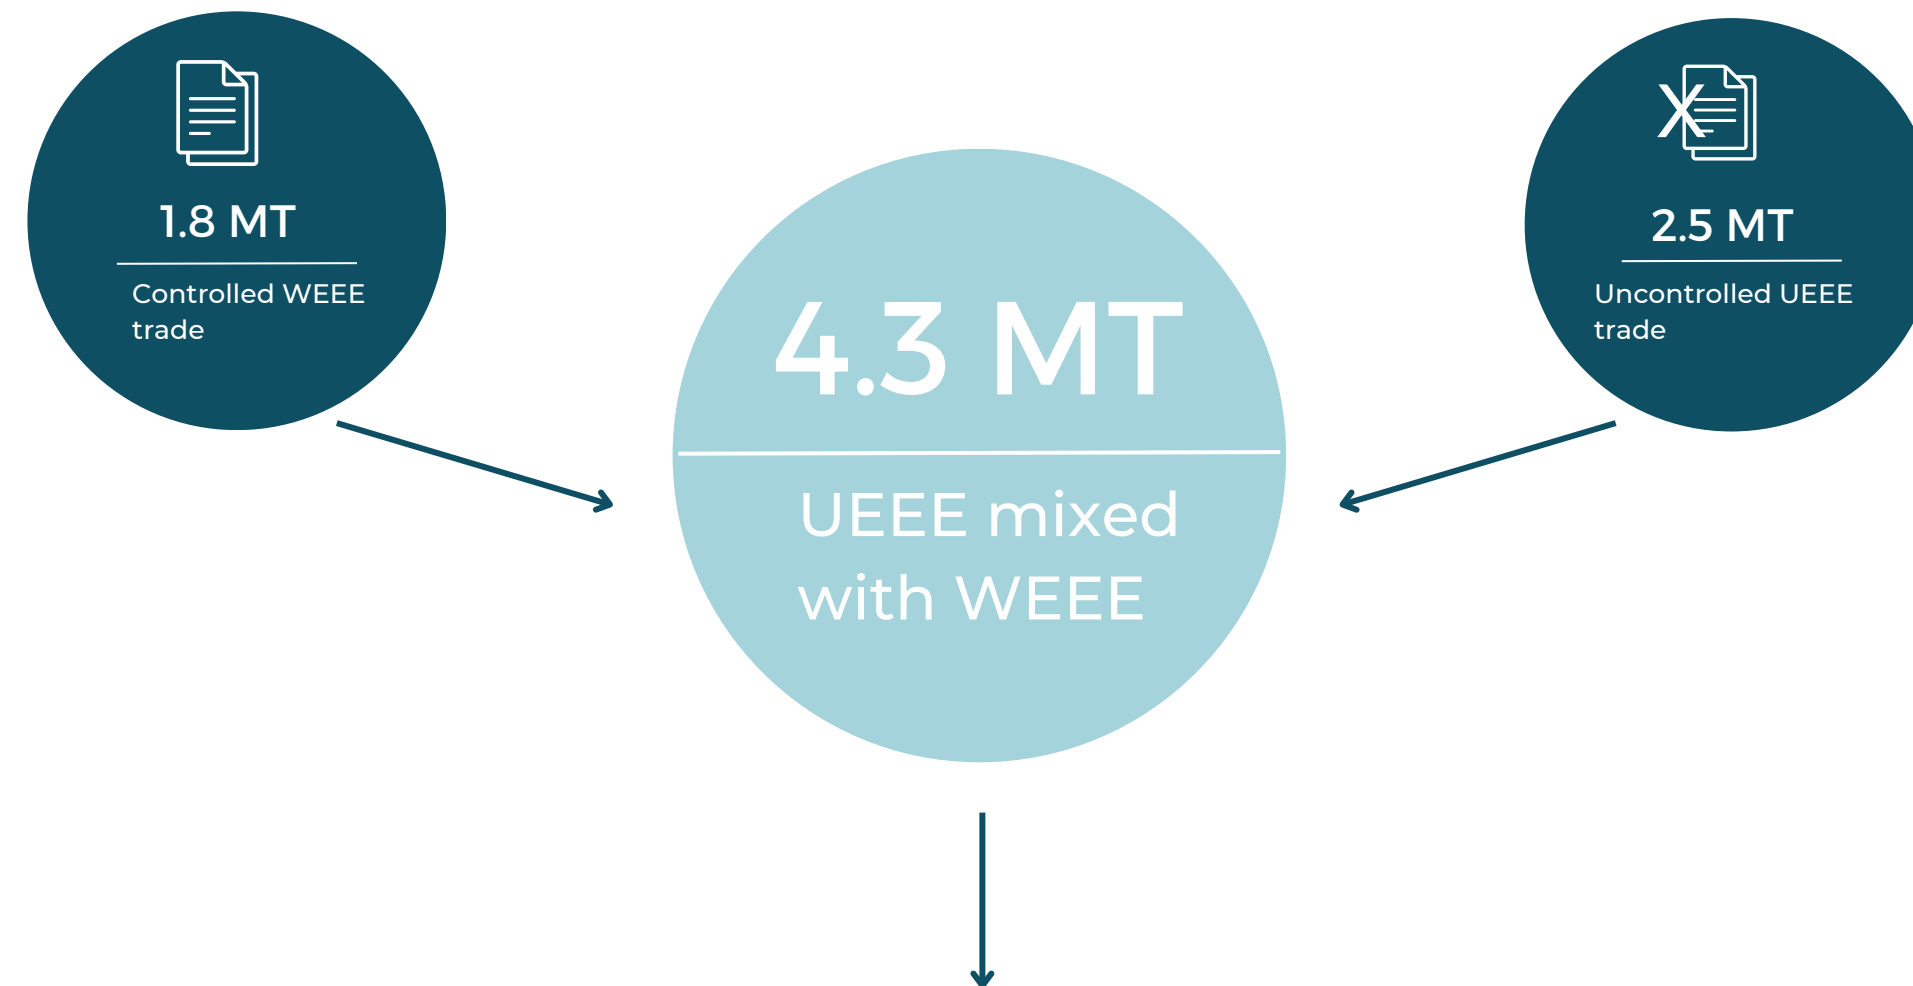 1.8 MT
Controlled WEEE
trade
4.3 MT
UEEE mixed
with WEEE
X
2.5 MT
Uncontrolled UEEE
trade